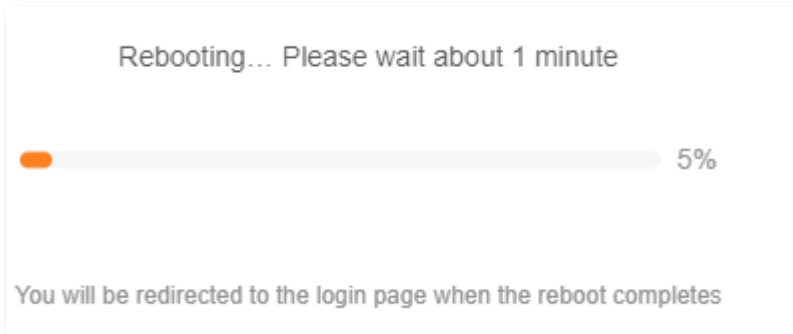 Rebooting... Please wait about 1 minute
5%
You will be redirected to the login page when the reboot completes